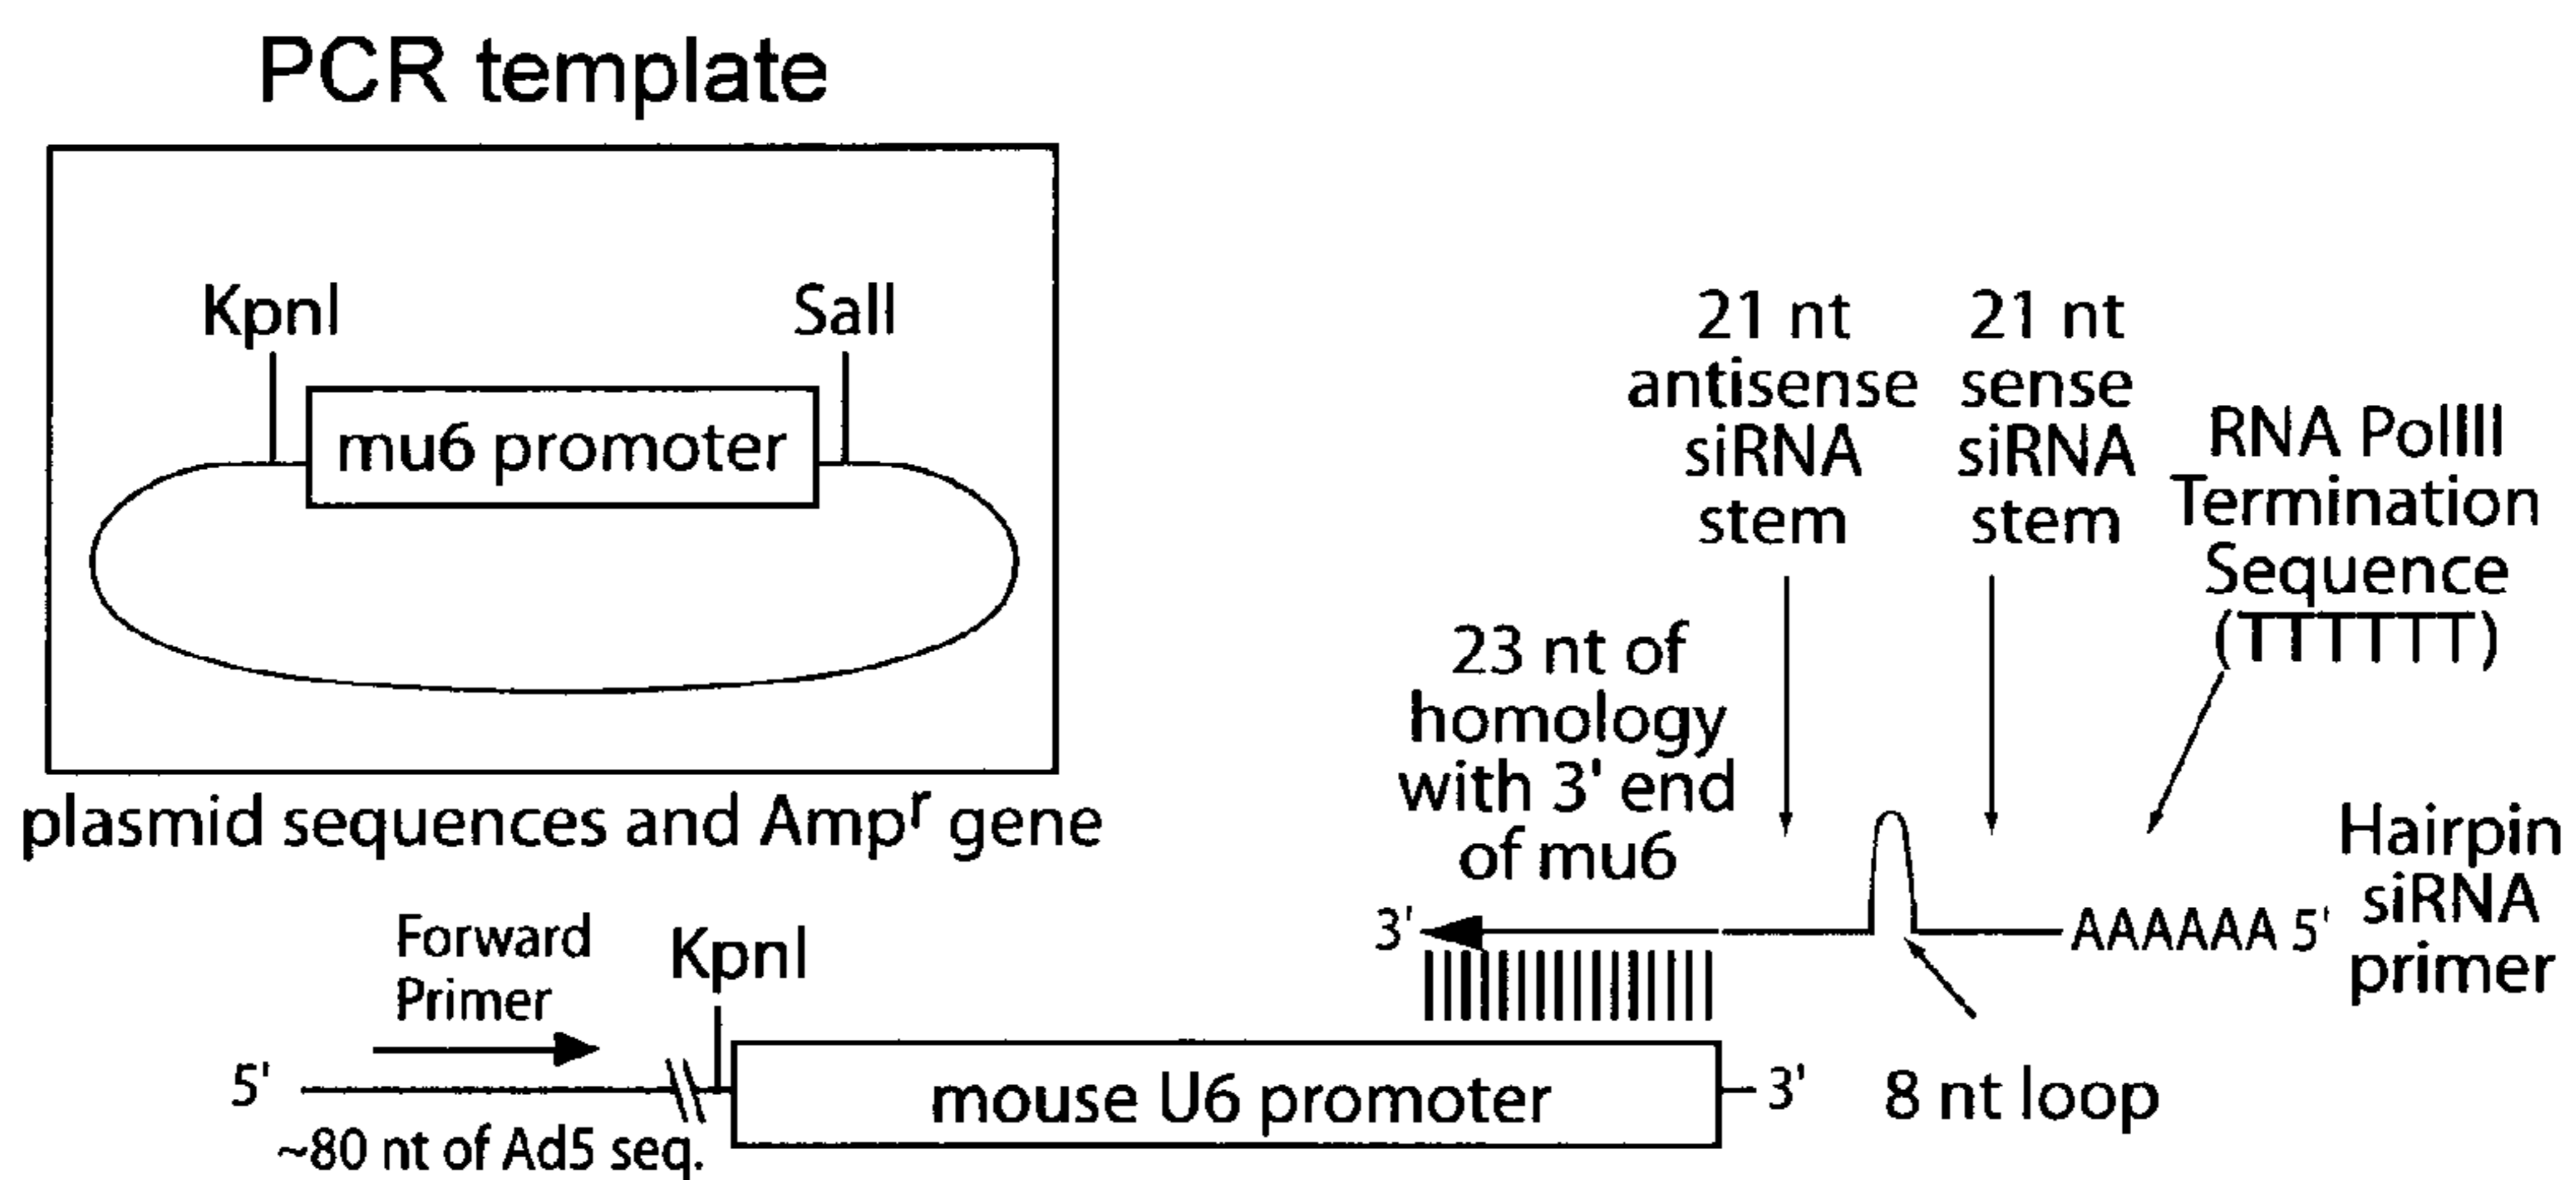 PCR template
KpnI
SalI
mu6 promoter
plasmid sequences and Ampr gene
21 nt
antisense
siRNA
stem
21 nt
sense
siRNA
stem
RNA PolIII
Termination
Sequence
(TTTTTT)
23 nt of
homology
with 3' end
of mu6
Hairpin
siRNA
primer
3'
AAAAAA 5'
Forward
Primer
KpnI
5'
mouse U6 promoter
3'
8 nt loop
~80 nt of Ad5 seq.